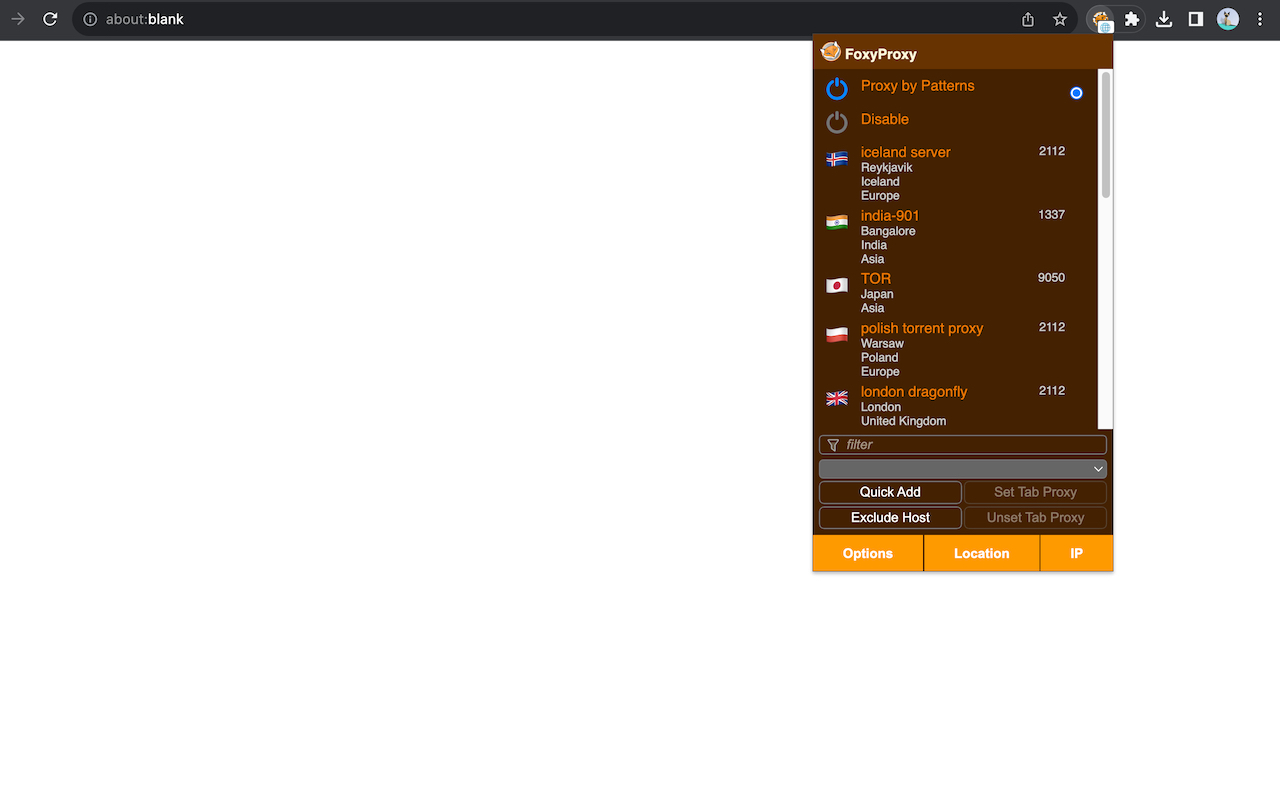 about:blank
FoxyProxy
Proxy by Patterns
Disable
iceland server 2112
Reykjavik
Iceland
Europe
india-901 1337
Bangalore
India
Asia
TOR 9050
Japan
Asia
polish torrent proxy 2112
Warsaw
Poland
Europe
london dragonfly 2112
London
United Kingdom
filter
Quick Add Set Tab Proxy
Exclude Host Unset Tab Proxy
Options Location IP